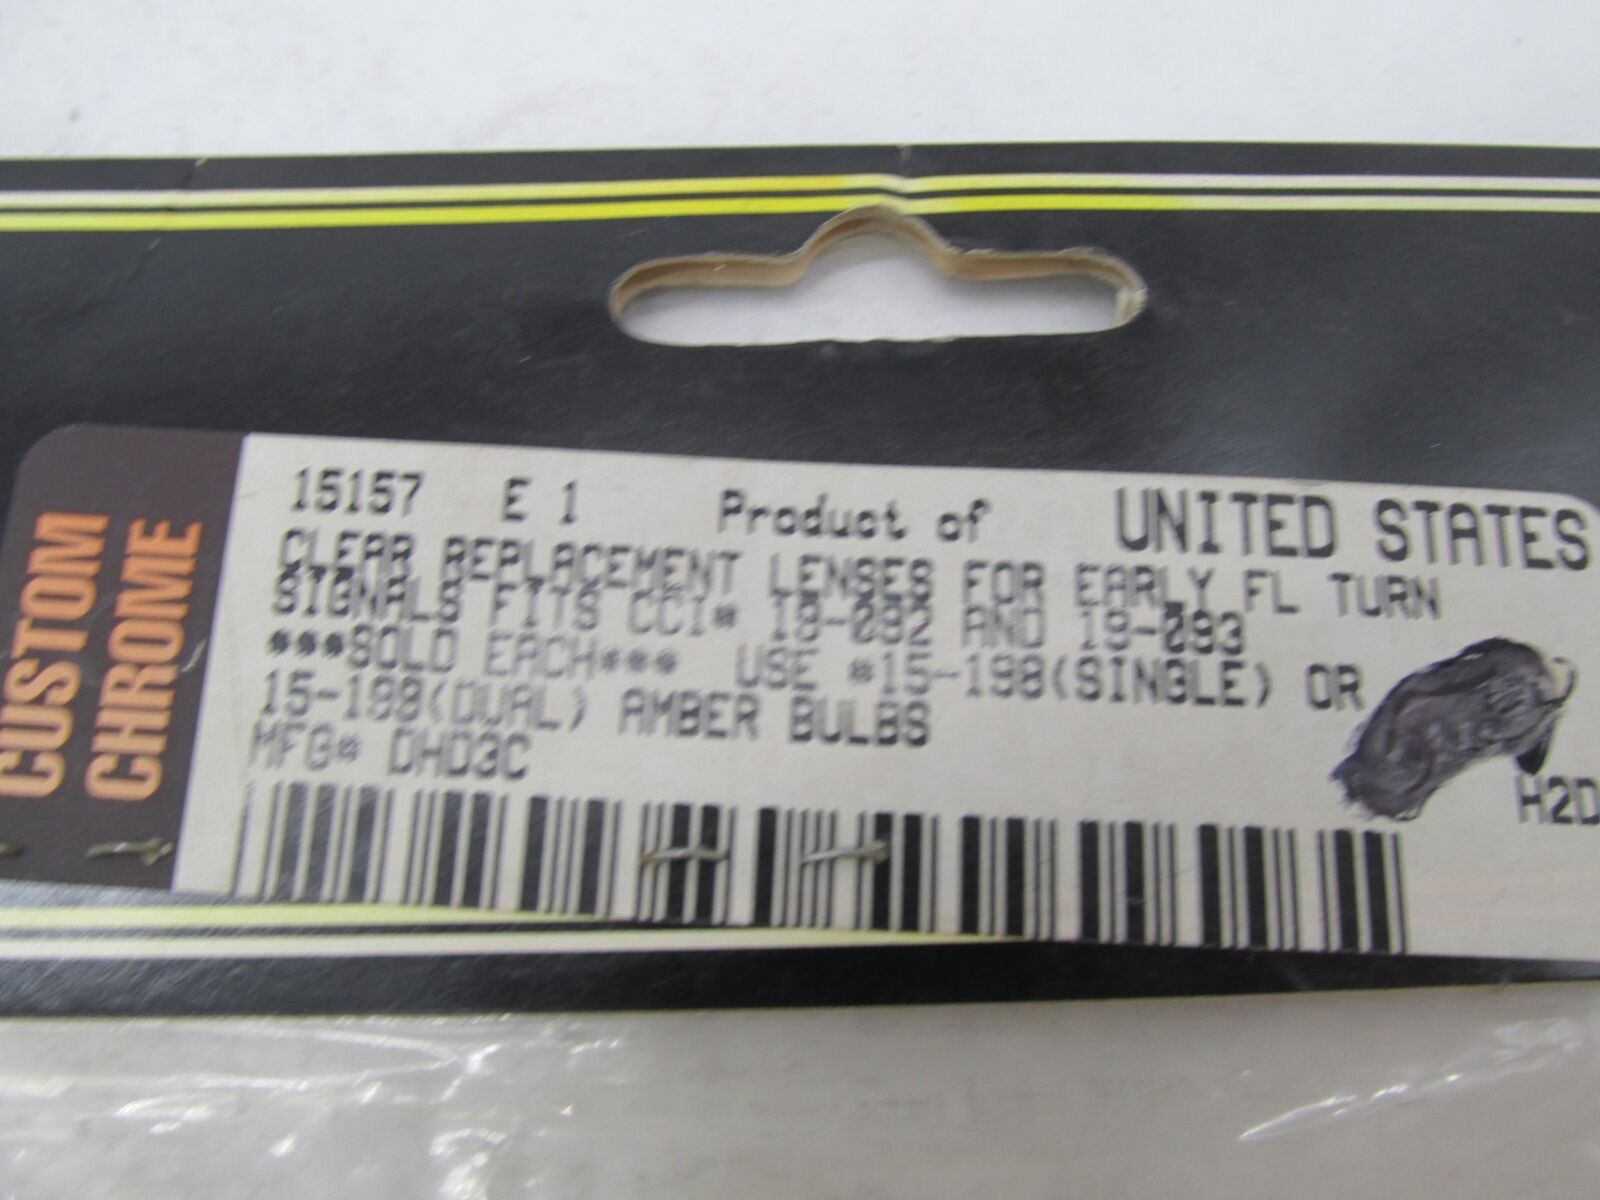 CUSTOM
CHROME
15157 E 1 Product of UNITED STATES
CLEAR REPLACEMENT LENSES FOR EARLY FL TURN
SIGNALS FITS CCI# 19-092 AND 19-093
***SOLD EACH*** USE #15-198(SINGLE) OR
15-199(DUAL) AMBER BULBS
MFG# DHD3C
H2D